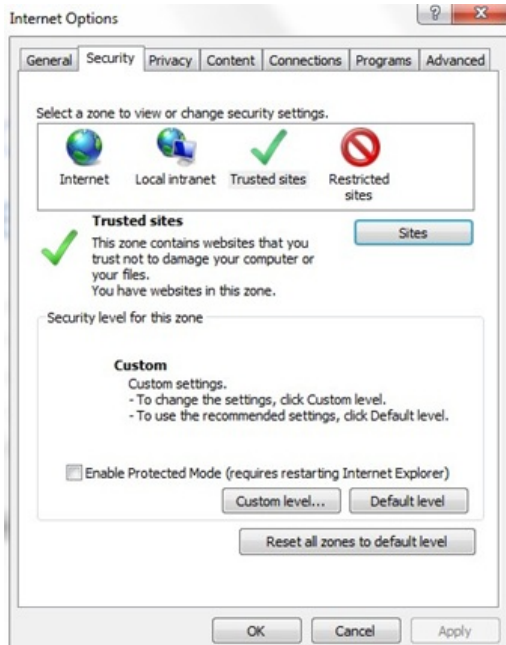 Internet Options
General Security Privacy Content Connections Programs Advanced
Select a zone to view or change security settings.
Internet Local intranet Trusted sites Restricted sites
Trusted sites
Sites
This zone contains websites that you
trust not to damage your computer or
your files.
You have websites in this zone.
Security level for this zone
Custom
Custom settings.
- To change the settings, click Custom level.
- To use the recommended settings, click Default level.
Enable Protected Mode (requires restarting Internet Explorer)
Custom level... Default level
Reset all zones to default level
OK Cancel Apply